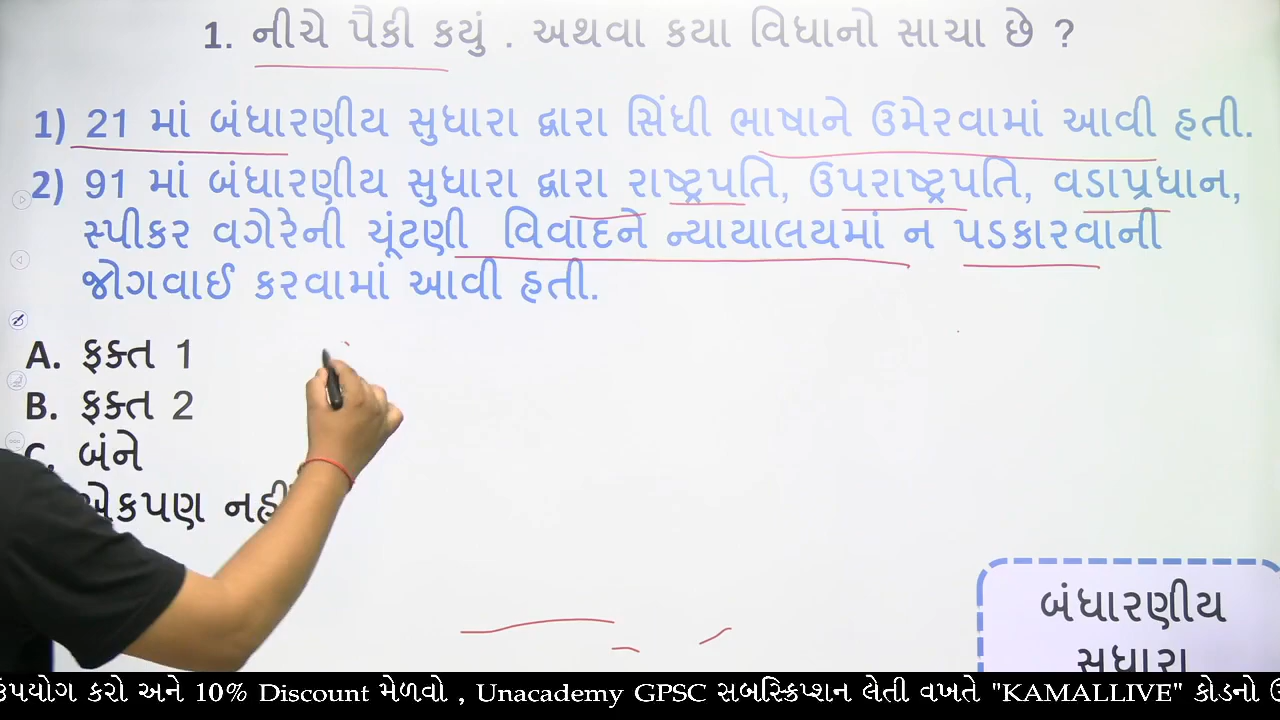 1. નીચે પૈકી કયું . અથવા કયા વિધાનો સાચા છે ?
1) 21 માં બંધારણીય સુધારા દ્વારા સિંધી ભાષાને ઉમેરવામાં આવી હતી.
2) 91 માં બંધારણીય સુધારા દ્વારા રાષ્ટ્રપતિ, ઉપરાષ્ટ્રપતિ, વડાપ્રધાન,
સ્પીકર વગેરેની ચૂંટણી વિવાદને ન્યાયાલયમાં ન પડકારવાની
જોગવાઈ કરવામાં આવી હતી.
A. ફક્ત 1
B. ફક્ત 2
C. બંને
એકપણ નહીં
બંધારણીય
સુધારા
ઉપયોગ કરો અને 10% Discount મેળવો , Unacademy GPSC સબસ્ક્રિપ્શન લેતી વખતે "KAMALLIVE" કોડનો